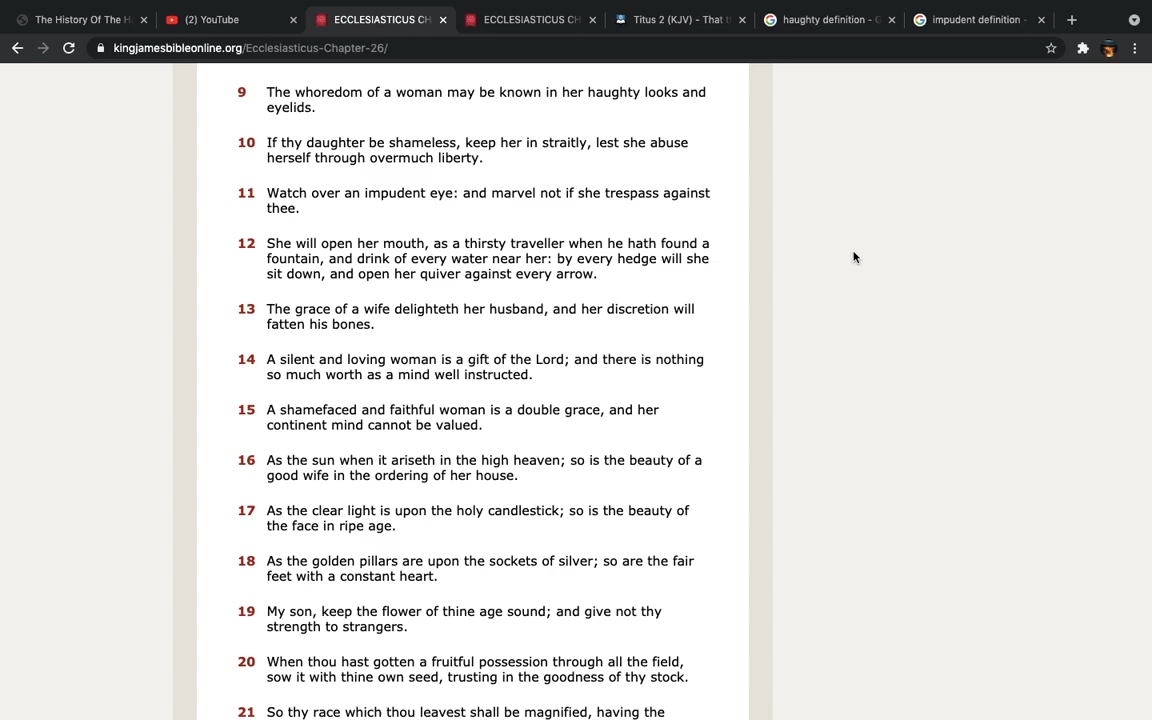 The History Of The H
(2) YouTube
ECCLESIASTICUS CH
ECCLESIASTICUS CH
Titus 2 (KJV) - That t
haughty definition - G
impudent definition -
kingjamesbibleonline.org/Ecclesiasticus-Chapter-26/
9 The whoredom of a woman may be known in her haughty looks and
eyelids.
10 If thy daughter be shameless, keep her in straitly, lest she abuse
herself through overmuch liberty.
11 Watch over an impudent eye: and marvel not if she trespass against
thee.
12 She will open her mouth, as a thirsty traveller when he hath found a
fountain, and drink of every water near her: by every hedge will she
sit down, and open her quiver against every arrow.
13 The grace of a wife delighteth her husband, and her discretion will
fatten his bones.
14 A silent and loving woman is a gift of the Lord; and there is nothing
so much worth as a mind well instructed.
15 A shamefaced and faithful woman is a double grace, and her
continent mind cannot be valued.
16 As the sun when it ariseth in the high heaven; so is the beauty of a
good wife in the ordering of her house.
17 As the clear light is upon the holy candlestick; so is the beauty of
the face in ripe age.
18 As the golden pillars are upon the sockets of silver; so are the fair
feet with a constant heart.
19 My son, keep the flower of thine age sound; and give not thy
strength to strangers.
20 When thou hast gotten a fruitful possession through all the field,
sow it with thine own seed, trusting in the goodness of thy stock.
21 So thy race which thou leavest shall be magnified, having the